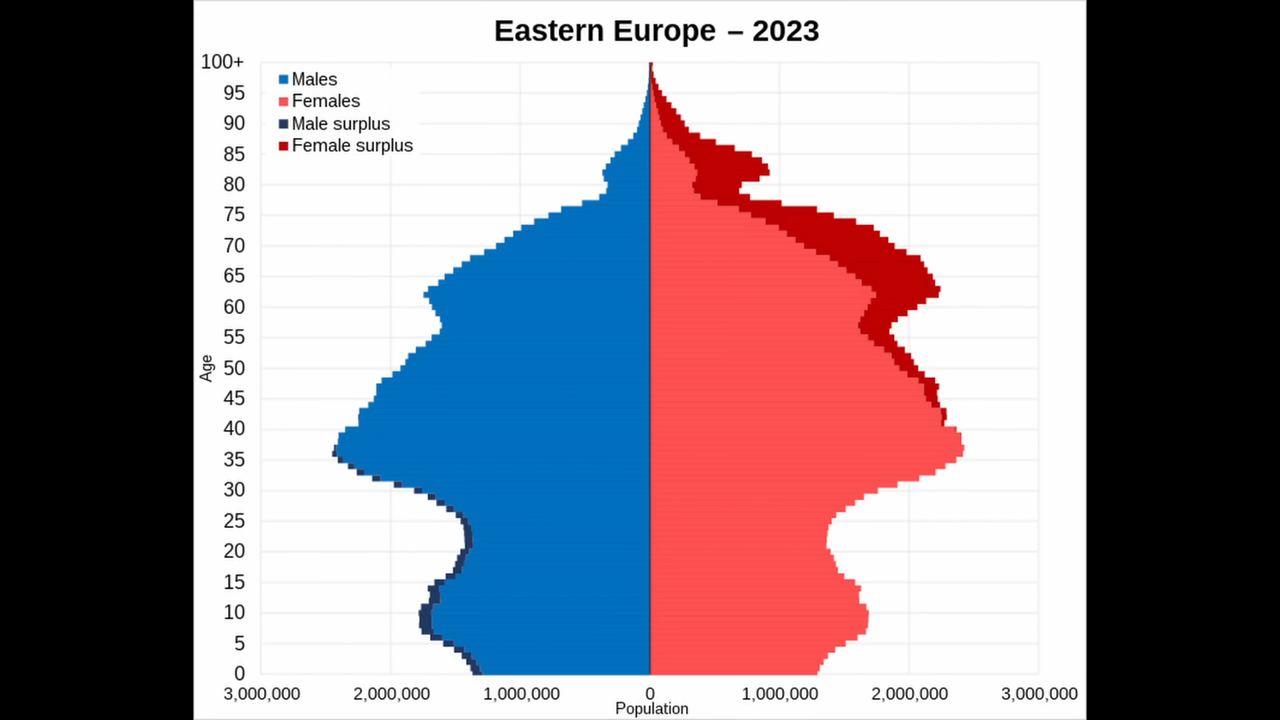 Eastern Europe – 2023
100+
95
90
85
80
75
70
65
60
55
50
45
40
35
30
25
20
15
10
5
0
Age
Males
Females
Male surplus
Female surplus
3,000,000 2,000,000 1,000,000 0 1,000,000 2,000,000 3,000,000
Population